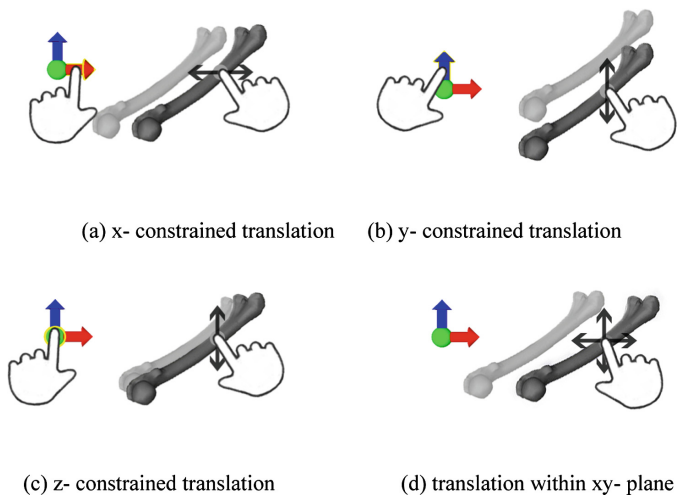 (a) x- constrained translation
(b) y- constrained translation
(c) z- constrained translation
(d) translation within xy- plane